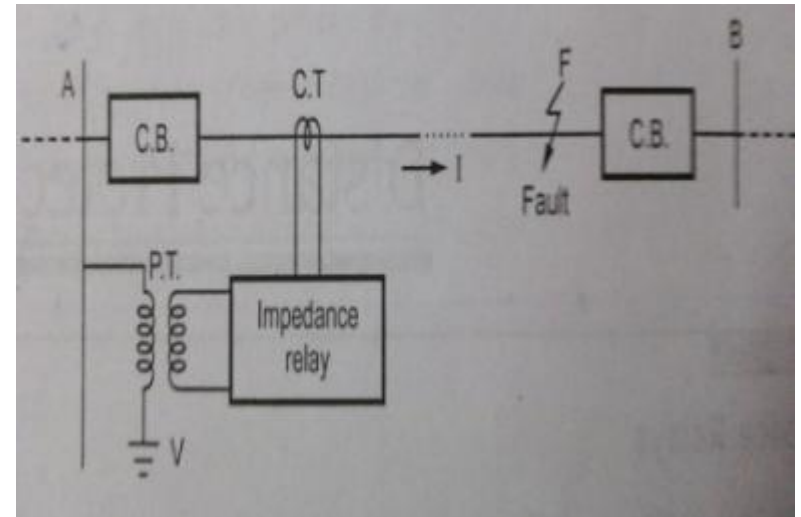 B
A
C.T
F
C.B.
C.B.
I
Fault
P.T.
Impedance
relay
V